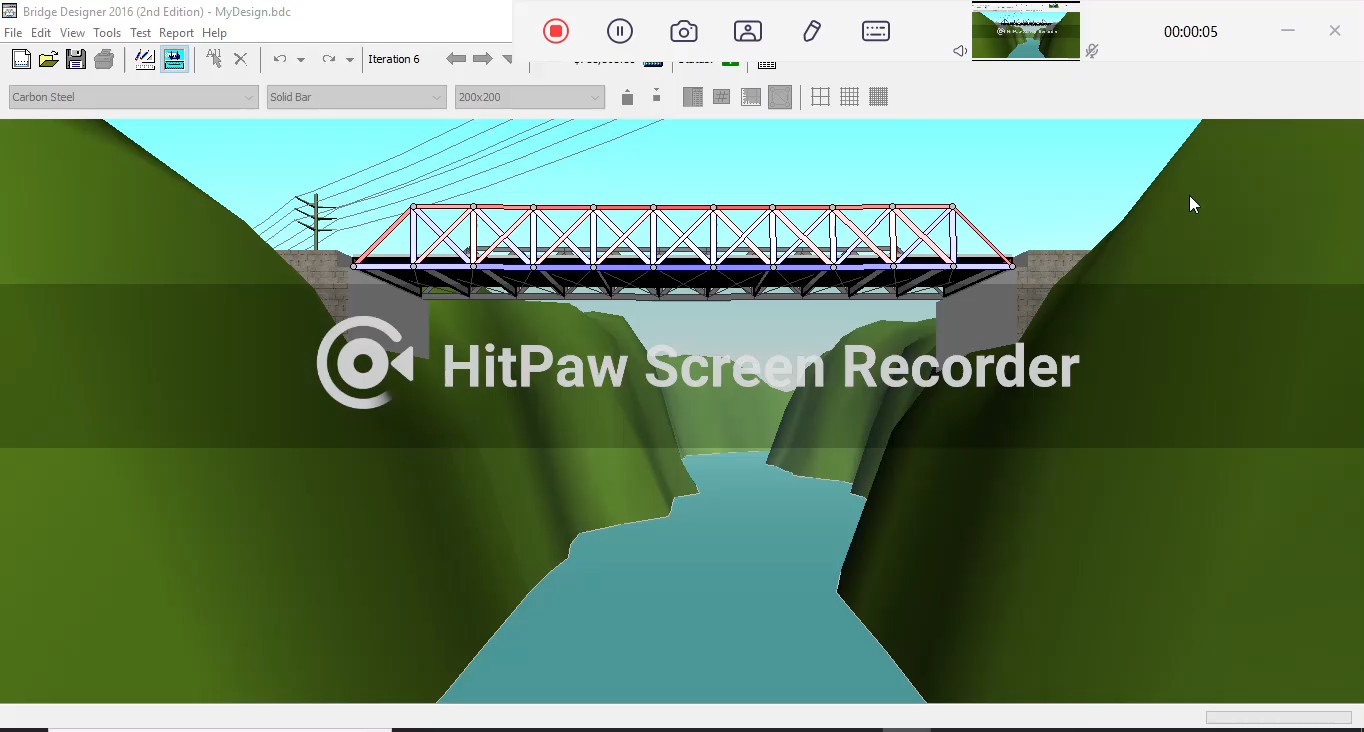 Bridge Designer 2016 (2nd Edition) - MyDesign.bdc
File Edit View Tools Test Report Help
00:00:05
Iteration 6
Carbon Steel
Solid Bar
200x200
HitPaw Screen Recorder